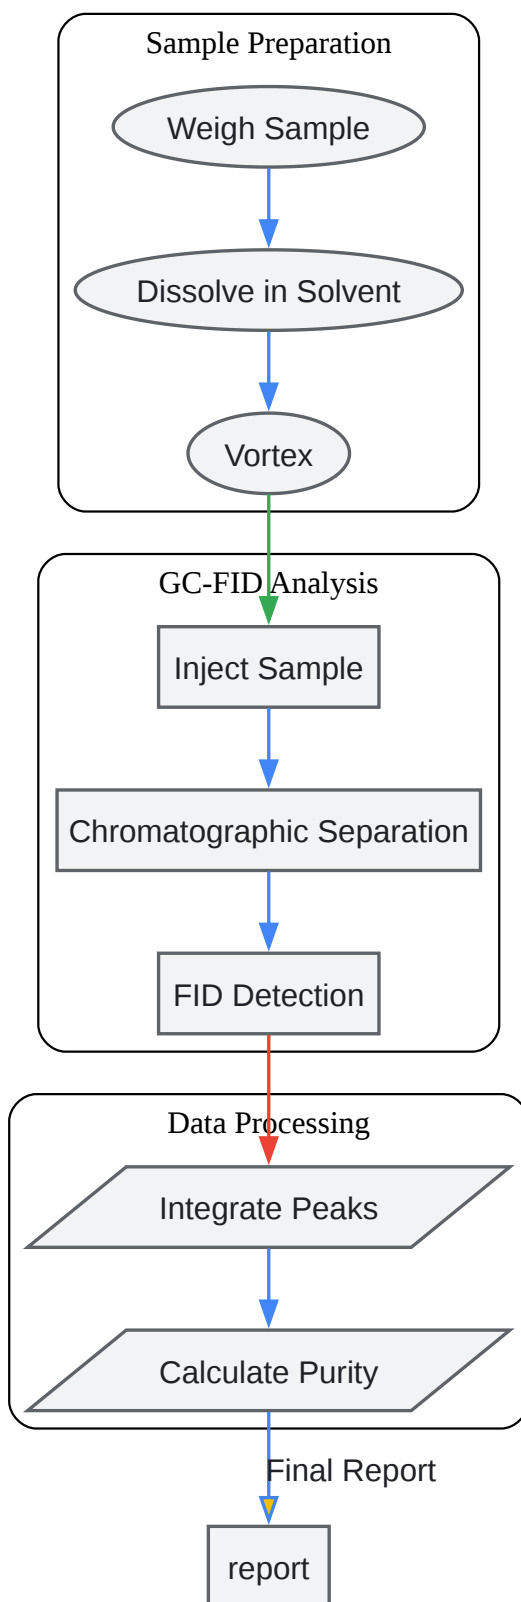 Sample Preparation
Weigh Sample
Dissolve in Solvent
Vortex
GC-FID Analysis
Inject Sample
Chromatographic Separation
FID Detection
Data Processing
Integrate Peaks
Calculate Purity
Final Report
report